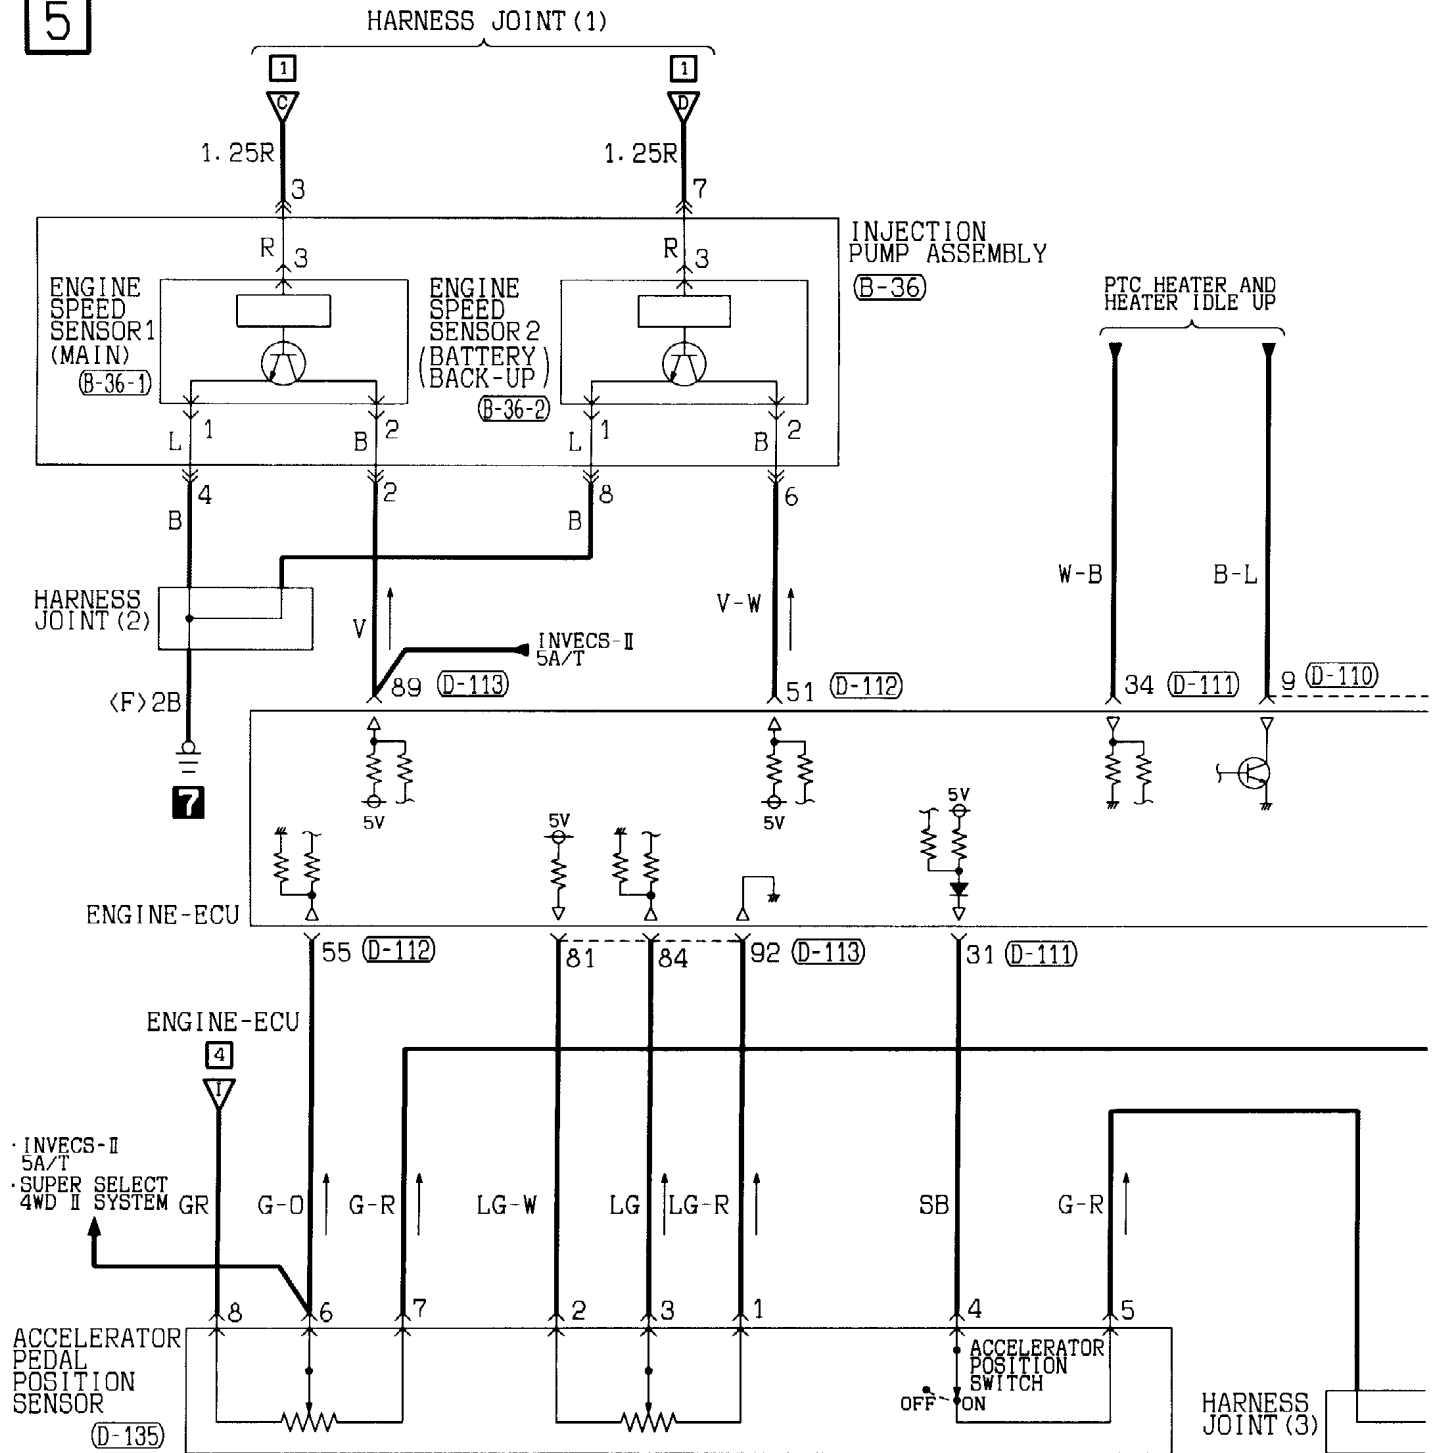 5
HARNESS JOINT(1)
1
1
C
D
1.25R
1.25R
3
7
R
3
R
3
INJECTION
PUMP ASSEMBLY
B-36
ENGINE
SPEED
SENSOR1
(MAIN)
B-36-1
ENGINE
SPEED
SENSOR2
(BATTERY
BACK-UP)
B-36-2
PTC HEATER AND
HEATER IDLE UP
L
1
B
2
L
1
B
2
4
2
8
6
B
B
HARNESS
JOINT(2)
V
V-W
W-B
B-L
INVECS-Ⅱ
5A/T
89
D-113
51
D-112
34
D-111
9
D-110
<F>2B
7
5V
5V
5V
5V
ENGINE-ECU
55
D-112
81
84
92
D-113
31
D-111
ENGINE-ECU
4
I
·INVECS-Ⅱ
5A/T
·SUPER SELECT
4WD Ⅱ SYSTEM
GR
G-O
G-R
LG-W
LG
LG-R
SB
G-R
8
6
7
2
3
1
4
5
ACCELERATOR
PEDAL
POSITION
SENSOR
D-135
ACCELERATOR
POSITION
SWITCH
OFF
ON
HARNESS
JOINT(3)